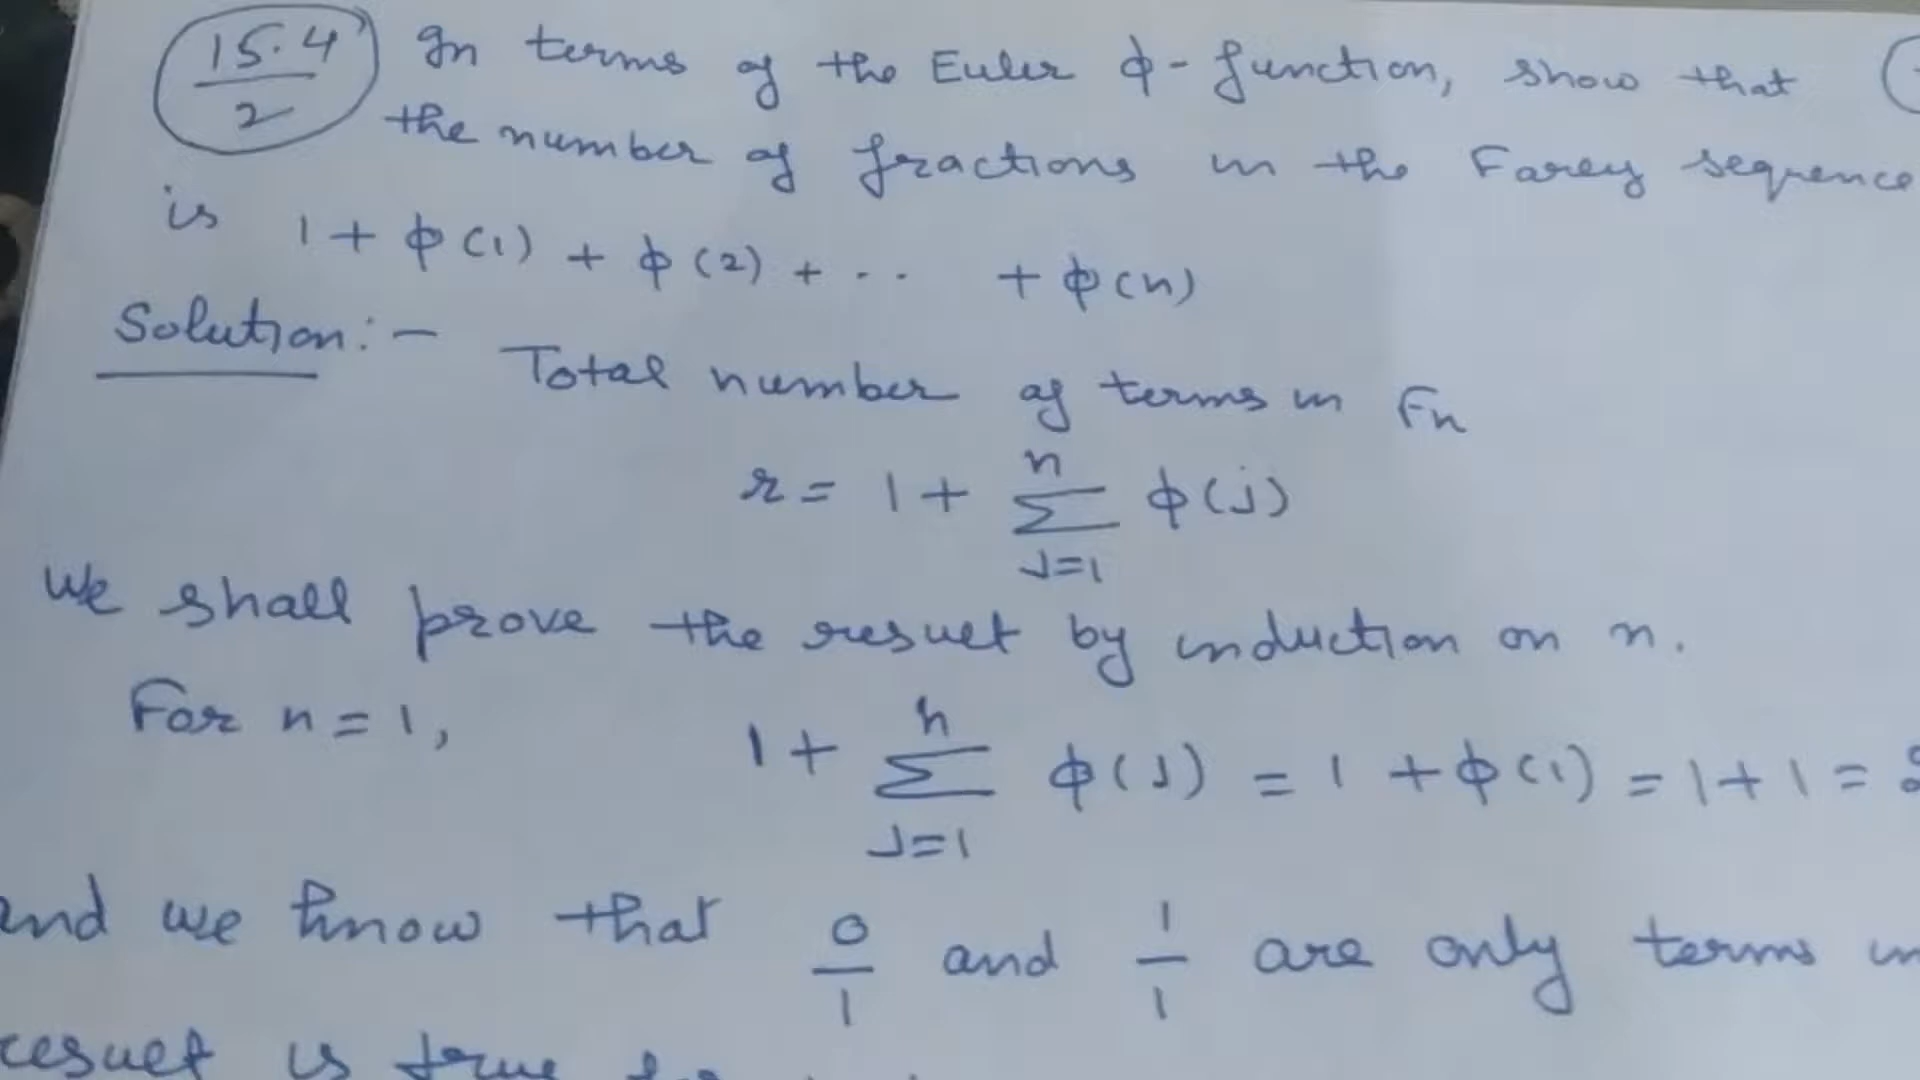 15.4/2 In terms of the Euler ϕ-function, show that
the number of fractions in the Farey sequence
is 1 + ϕ(1) + ϕ(2) + .. + ϕ(n)
Solution:- Total number of terms in Fn
r = 1 + n∑j=1 ϕ(j)
We shall prove the result by induction on n.
For n = 1, 1 + n∑j=1 ϕ(j) = 1 + ϕ(1) = 1 + 1 =
and we know that 0/1 and 1/1 are only terms in
result is true